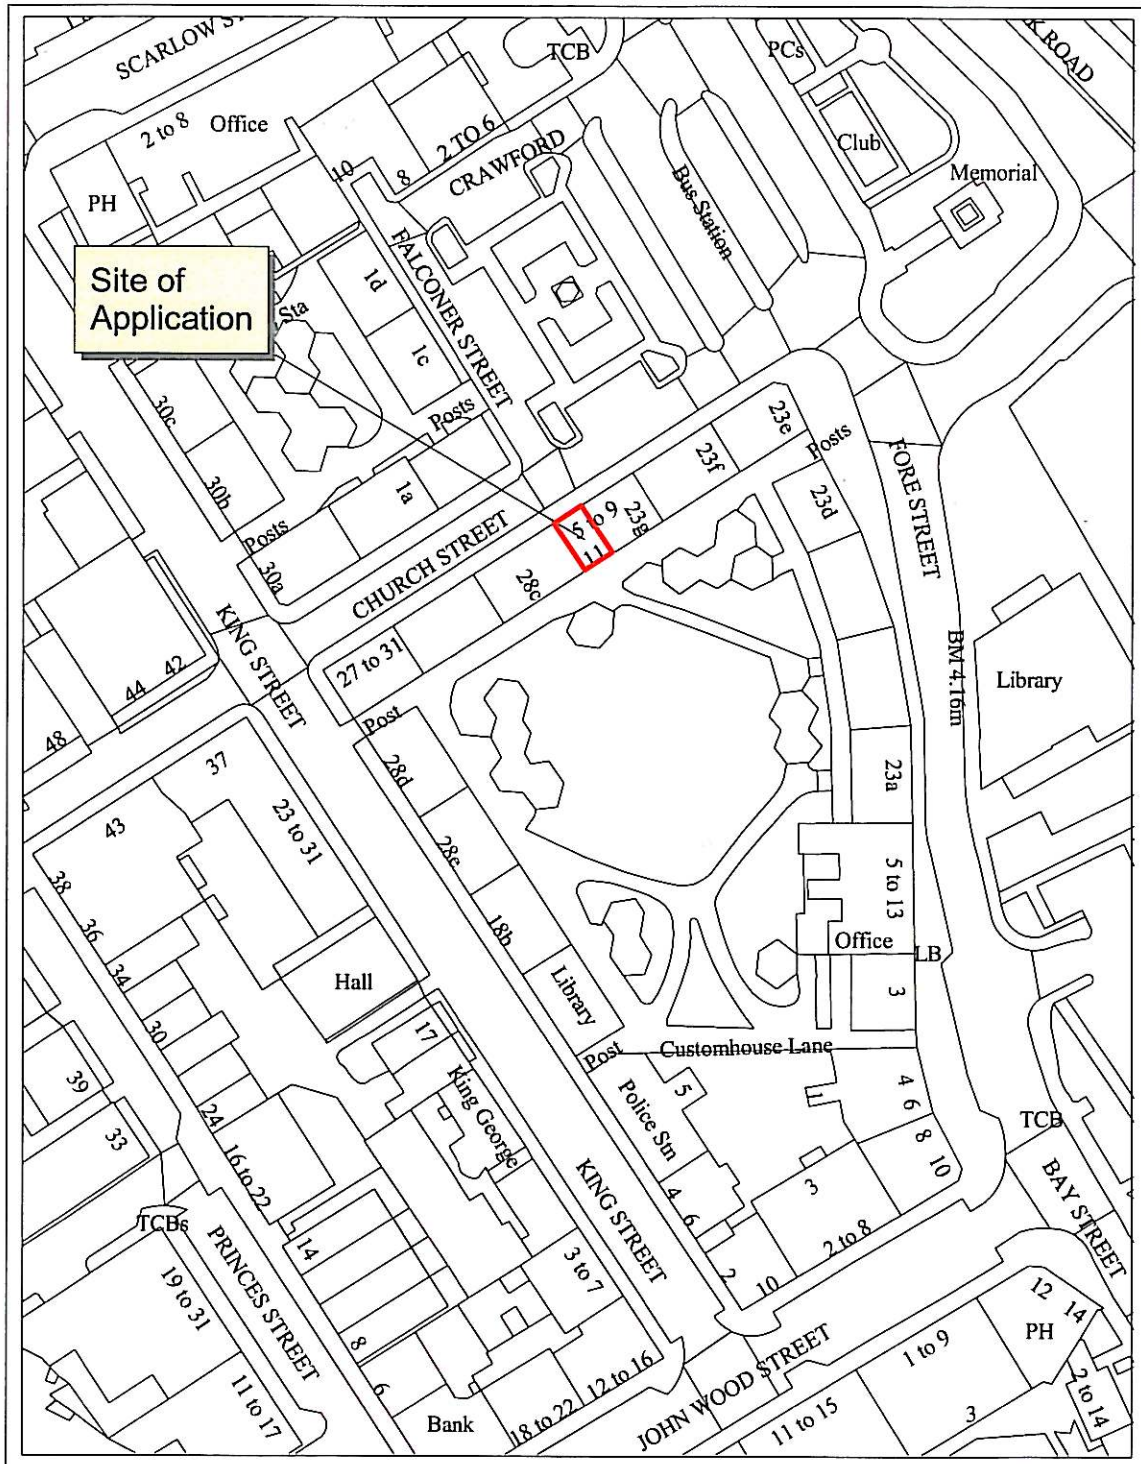 SCARLOW S
TCB
PCs
K ROAD
2 to 8
Office
Club
Memorial
PH
10
8
2 TO 6
CRAWFORD
Bus Station
Site of
Application
Sta
1d
FALCONER STREET
1c
Posts
30c
30b
1a
Posts
30a
CHURCH STREET
5 to 9
11
23g
23f
23e
Posts
23d
FORE STREET
28c
27 to 31
KING STREET
42
44
48
Post
BM 4.16m
Library
28d
37
43
23 to 31
28e
23a
38
36
34
30
18b
5 to 13
Office
LB
Hall
Library
3
17
Post
Customhouse Lane
39
33
24
King George
Police Stn
5
1
4
6
TCB
8
10
16 to 22
TCBs
PRINCES STREET
14
KING STREET
4
6
3
2 to 8
BAY STREET
19 to 31
3 to 7
2
10
12
14
PH
8
6
11 to 17
Bank
18 to 22
12 to 16
JOHN WOOD STREET
1 to 9
11 to 15
3
2 to 14